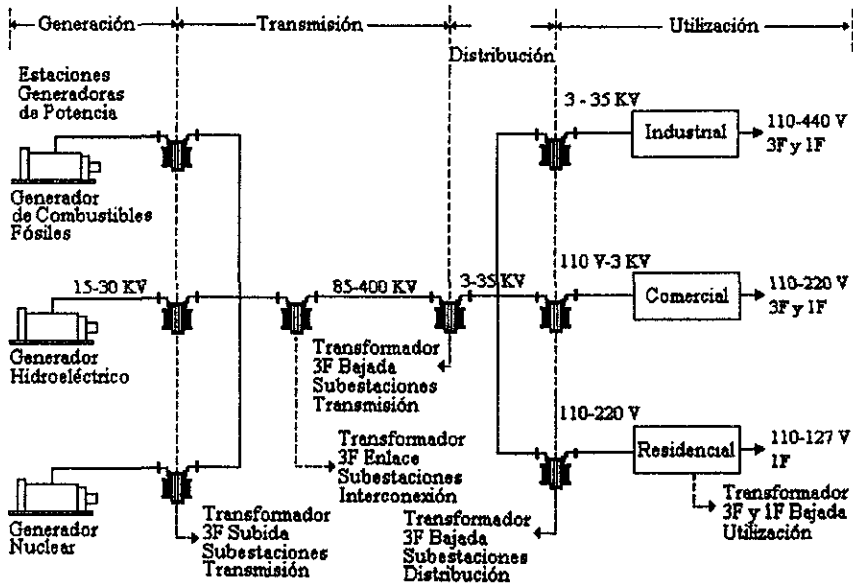 Generación
Transmisión
Distribución
Utilización
Estaciones
Generadoras
de Potencia
Generador
de Combustibles
Fósiles
15-30 KV
Generador
Hidroeléctrico
Generador
Nuclear
85-400 KV
3-35 KV
Transformador
3F Bajada
Subestaciones
Transmisión
Transformador
3F Enlace
Subestaciones
Interconexión
Transformador
3F Subida
Subestaciones
Transmisión
Transformador
3F Bajada
Subestaciones
Distribución
3 - 35 KV
Industrial
110-440 V
3F y 1F
110 V-3 KV
Comercial
110-220 V
3F y 1F
110-220 V
Residencial
110-127 V
1F
Transformador
3F y 1F Bajada
Utilización